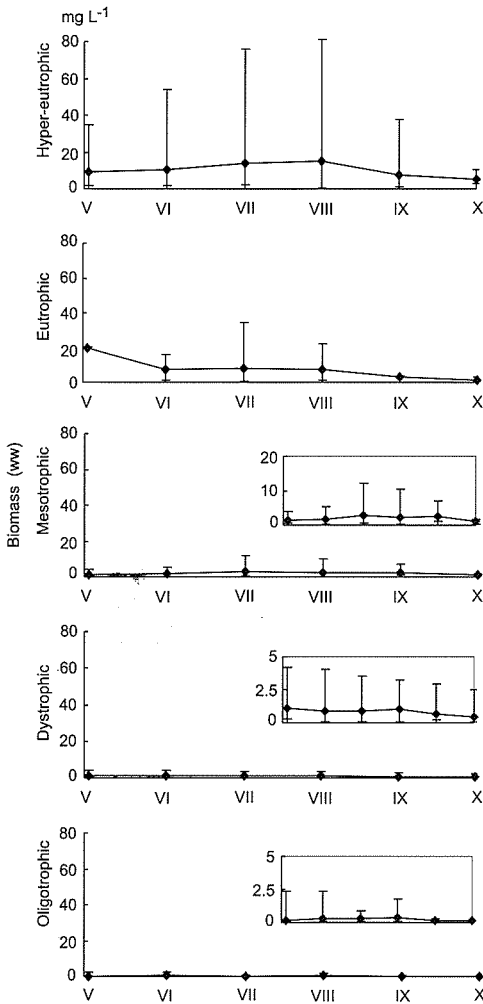 mg L-1
Hyper-eutrophic
80
60
40
20
0
V VI VII VIII IX X
Eutrophic
80
60
40
20
0
V VI VII VIII IX X
Biomass (ww)
Mesotrophic
80
60
40
20
0
20
10
0
V VI VII VIII IX X
Dystrophic
80
60
40
20
0
5
2.5
0
V VI VII VIII IX X
Oligotrophic
80
60
40
20
0
5
2.5
0
V VI VII VIII IX X